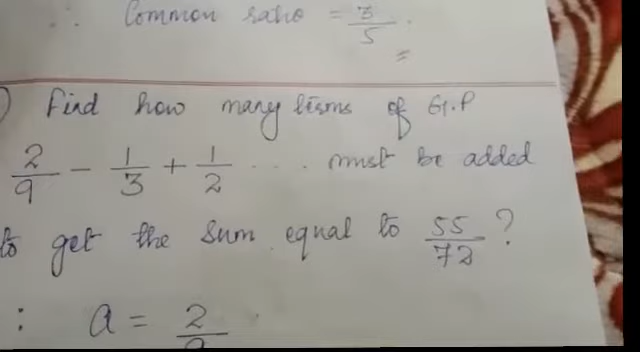 ∴ Common ratio = 3/5.
=
) Find how many terms of G.P
2/9 - 1/3 + 1/2 .... must be added
to get the sum equal to 55/72?
: a = 2/9